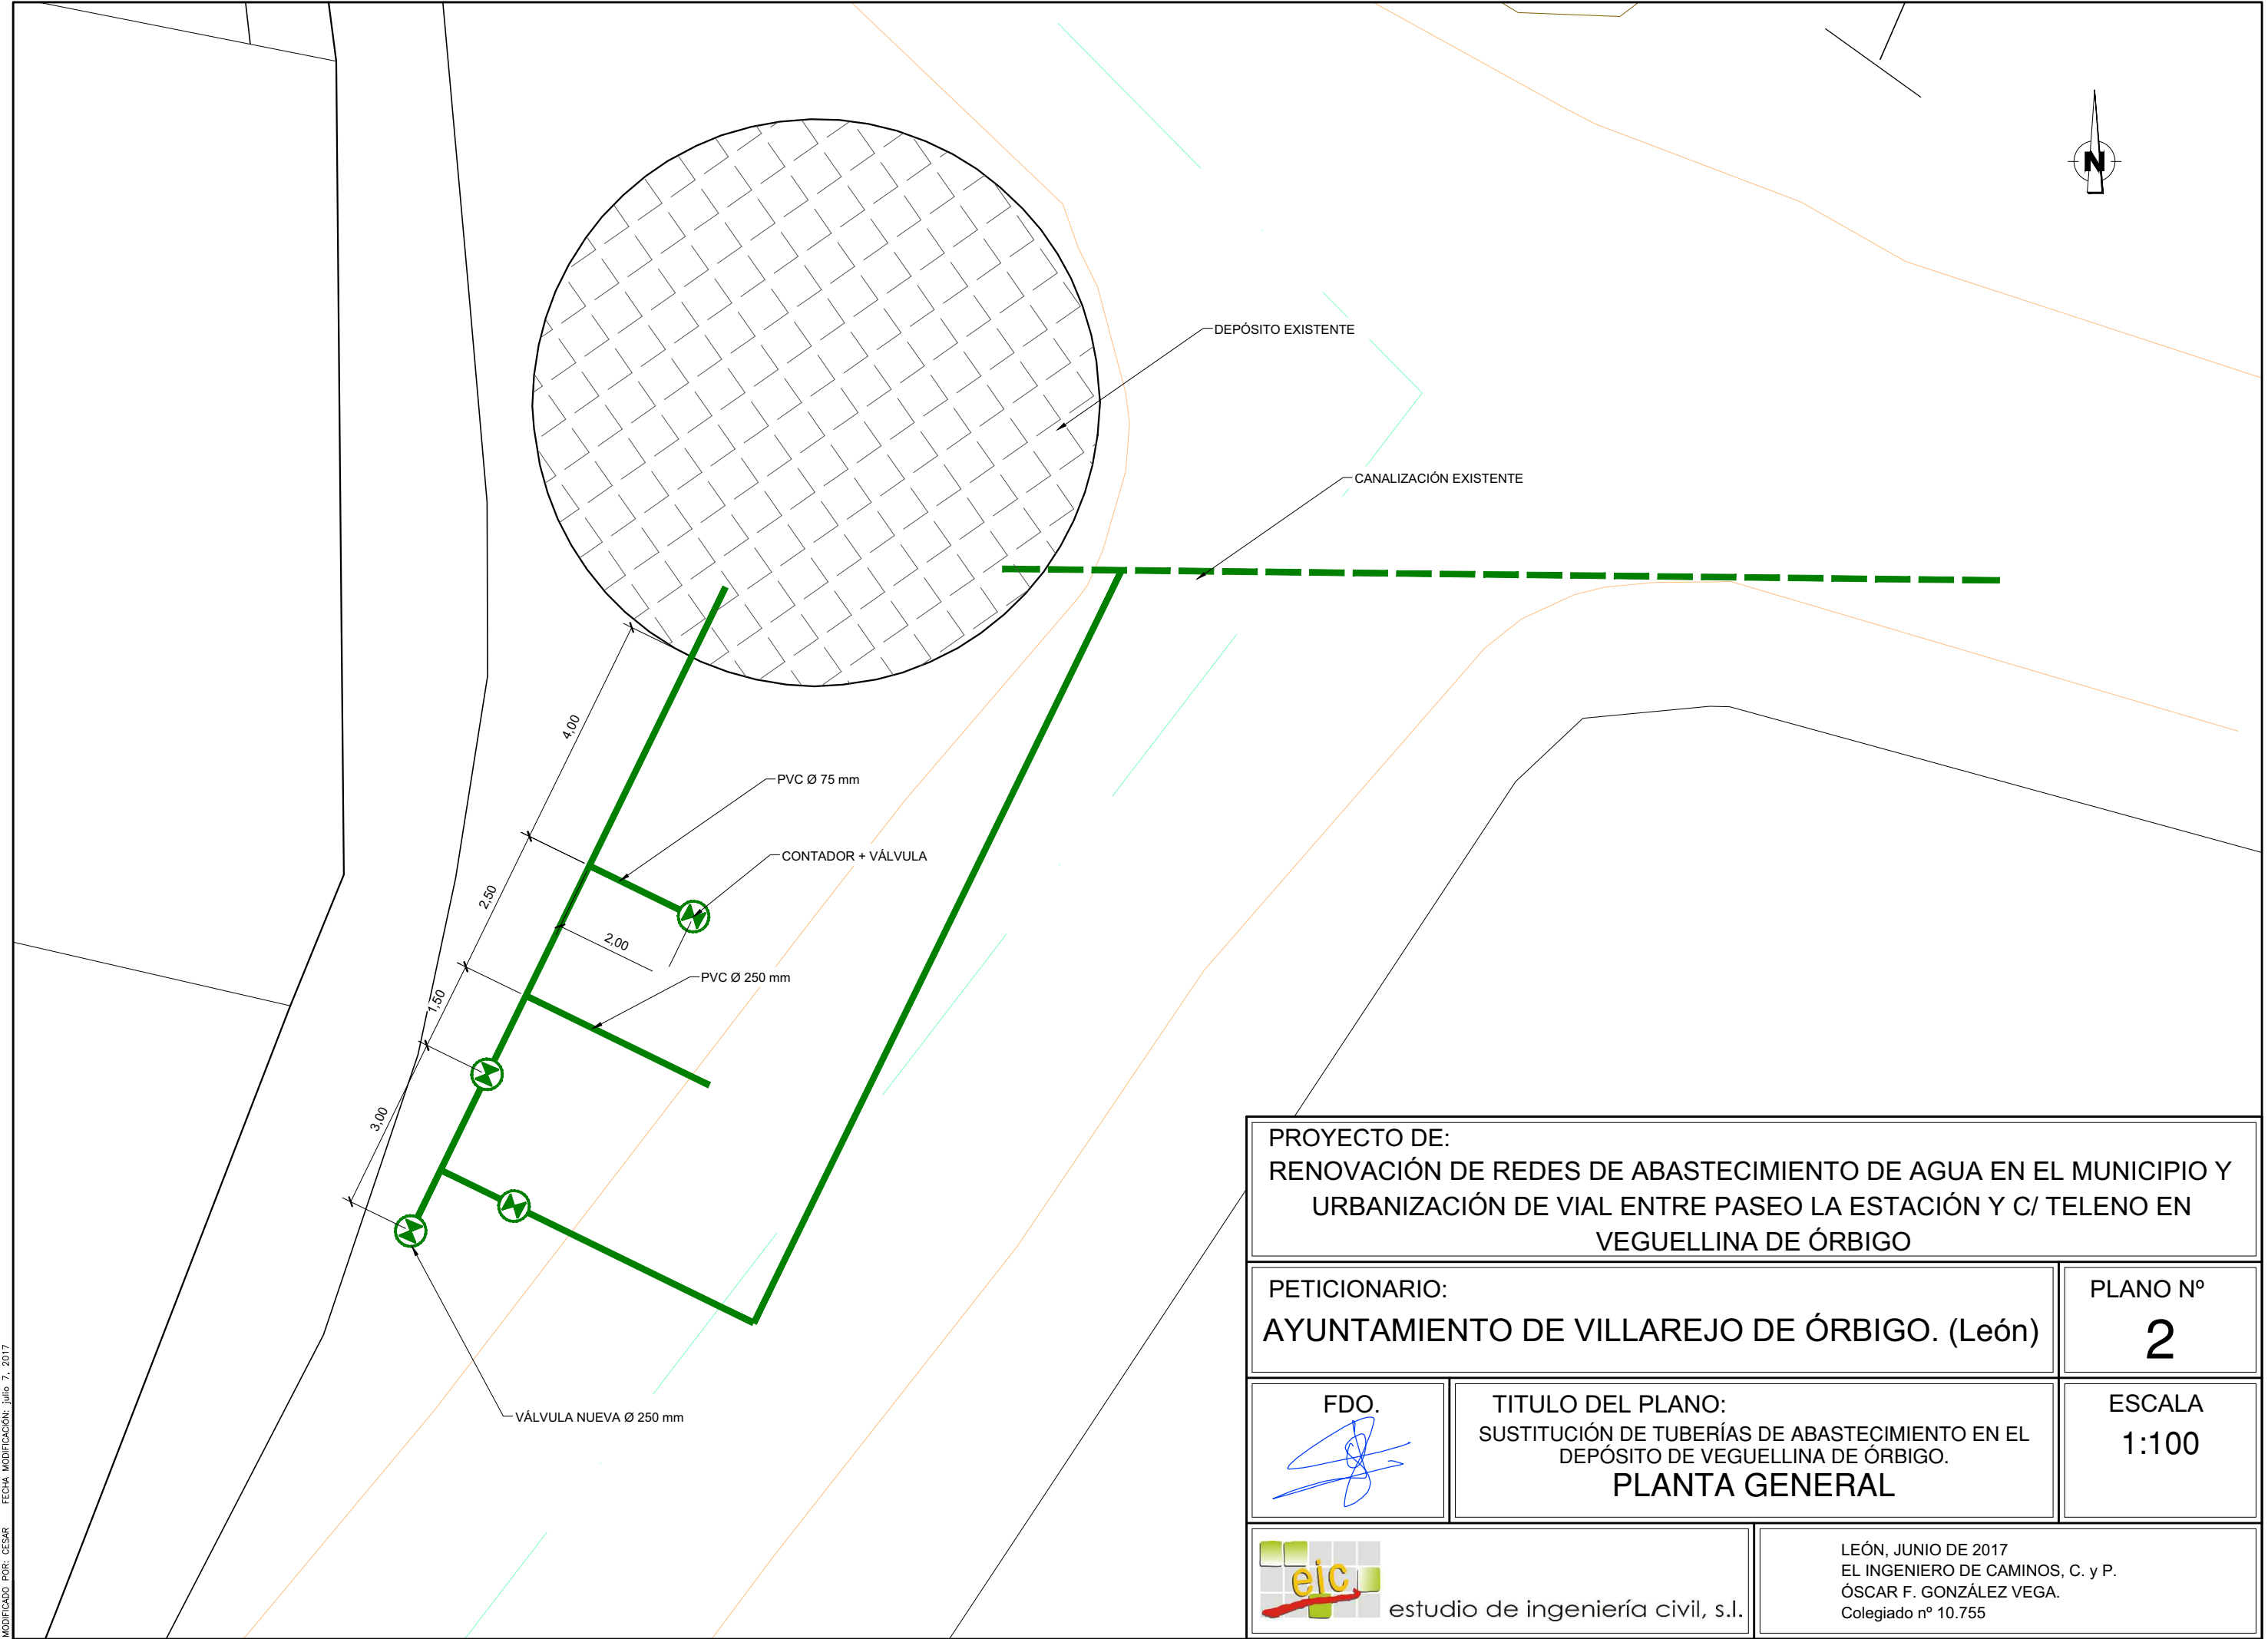 N
DEPÓSITO EXISTENTE
CANALIZACIÓN EXISTENTE
4,00
PVC Ø 75 mm
CONTADOR + VÁLVULA
2,50
2,00
PVC Ø 250 mm
1,50
3,00
VÁLVULA NUEVA Ø 250 mm
PROYECTO DE:
RENOVACIÓN DE REDES DE ABASTECIMIENTO DE AGUA EN EL MUNICIPIO Y
URBANIZACIÓN DE VIAL ENTRE PASEO LA ESTACIÓN Y C/ TELENO EN
VEGUELLINA DE ÓRBIGO
PETICIONARIO:
AYUNTAMIENTO DE VILLAREJO DE ÓRBIGO. (León)
PLANO Nº
2
FDO.
TITULO DEL PLANO:
SUSTITUCIÓN DE TUBERÍAS DE ABASTECIMIENTO EN EL
DEPÓSITO DE VEGUELLINA DE ÓRBIGO.
PLANTA GENERAL
ESCALA
1:100
eic
estudio de ingeniería civil, s.l.
LEÓN, JUNIO DE 2017
EL INGENIERO DE CAMINOS, C. y P.
ÓSCAR F. GONZÁLEZ VEGA.
Colegiado nº 10.755
MODIFICADO POR: CESAR FECHA MODIFICACIÓN: julio 7, 2017